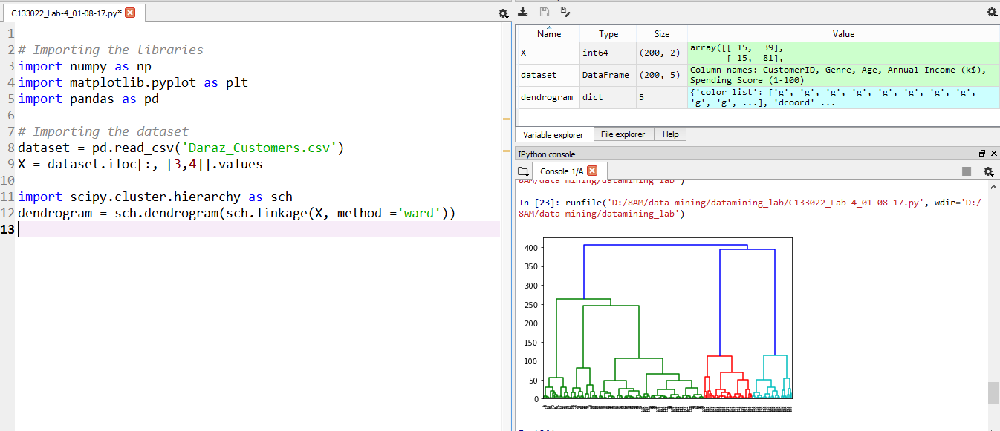 C133022_Lab-4_01-08-17.py*
1
2 # Importing the libraries
3 import numpy as np
4 import matplotlib.pyplot as plt
5 import pandas as pd
6
7 # Importing the dataset
8 dataset = pd.read_csv('Daraz_Customers.csv')
9 X = dataset.iloc[:, [3,4]].values
10
11 import scipy.cluster.hierarchy as sch
12 dendrogram = sch.dendrogram(sch.linkage(X, method ='ward'))
13
Name Type Size Value
X int64 (200, 2) array([[ 15,  39],
[ 15,  81],
dataset DataFrame (200, 5) Column names: CustomerID, Genre, Age, Annual Income (k$),
Spending Score (1-100)
dendrogram dict 5 {'color_list': ['g', 'g', 'g', 'g', 'g', 'g', 'g', 'g',
'g', 'g', ...], 'dcoord' ...
Variable explorer File explorer Help
IPython console
Console 1/A
8AM/data mining/datamining_lab')
In [23]: runfile('D:/8AM/data mining/datamining_lab/C133022_Lab-4_01-08-17.py', wdir='D:/
8AM/data mining/datamining_lab')
400
350
300
250
200
150
100
50
0